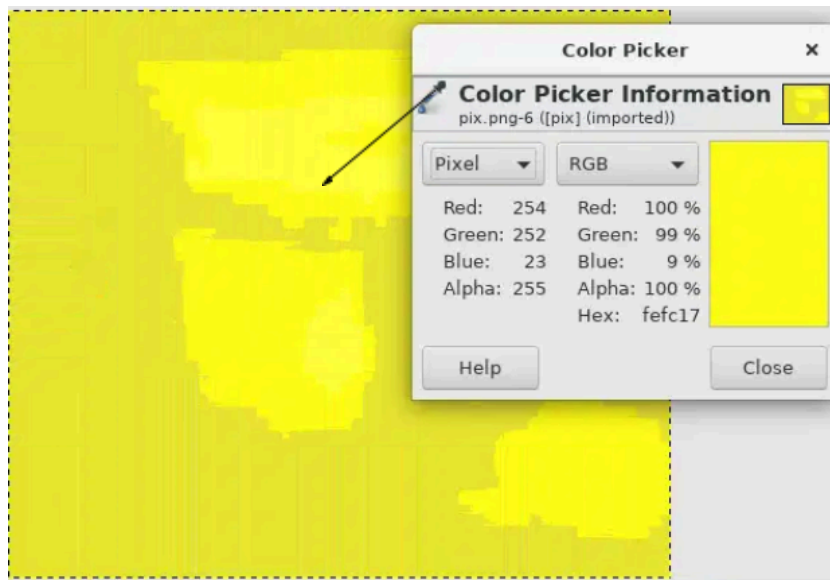 Color Picker
Color Picker Information
pix.png-6 ([pix] (imported))
Pixel RGB
Red: 254 Red: 100 %
Green: 252 Green: 99 %
Blue: 23 Blue: 9 %
Alpha: 255 Alpha: 100 %
Hex: fefc17
Help Close